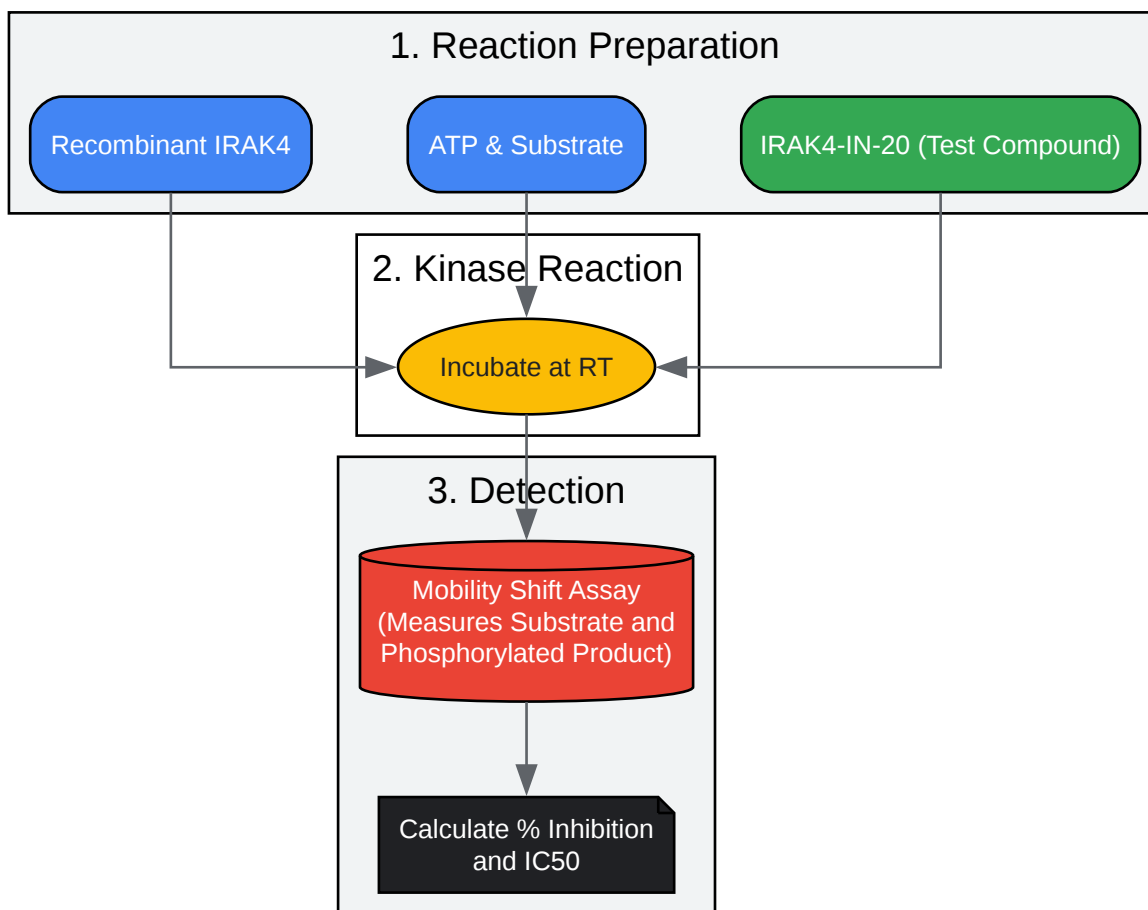 1. Reaction Preparation
Recombinant IRAK4
ATP & Substrate
IRAK4-IN-20 (Test Compound)
2. Kinase Reaction
Incubate at RT
3. Detection
Mobility Shift Assay
(Measures Substrate and
Phosphorylated Product)
Calculate % Inhibition
and IC50